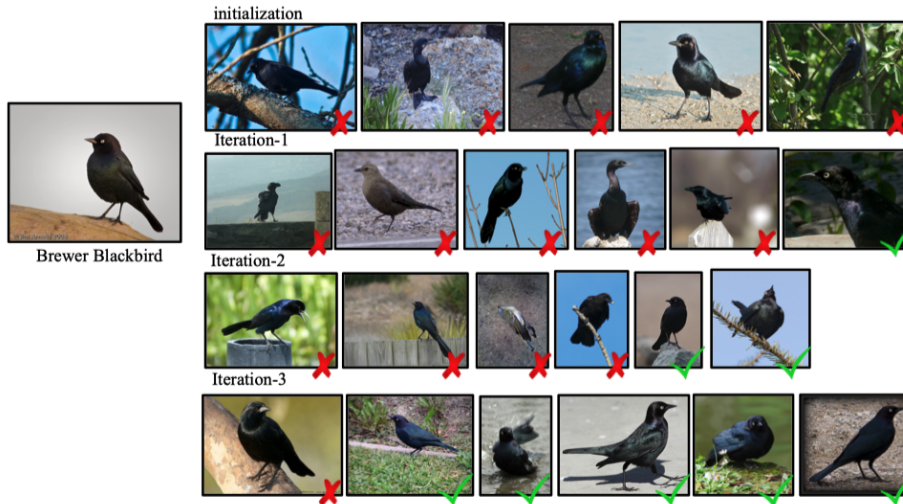 initialization
Iteration-1
Brewer Blackbird
Iteration-2
Iteration-3